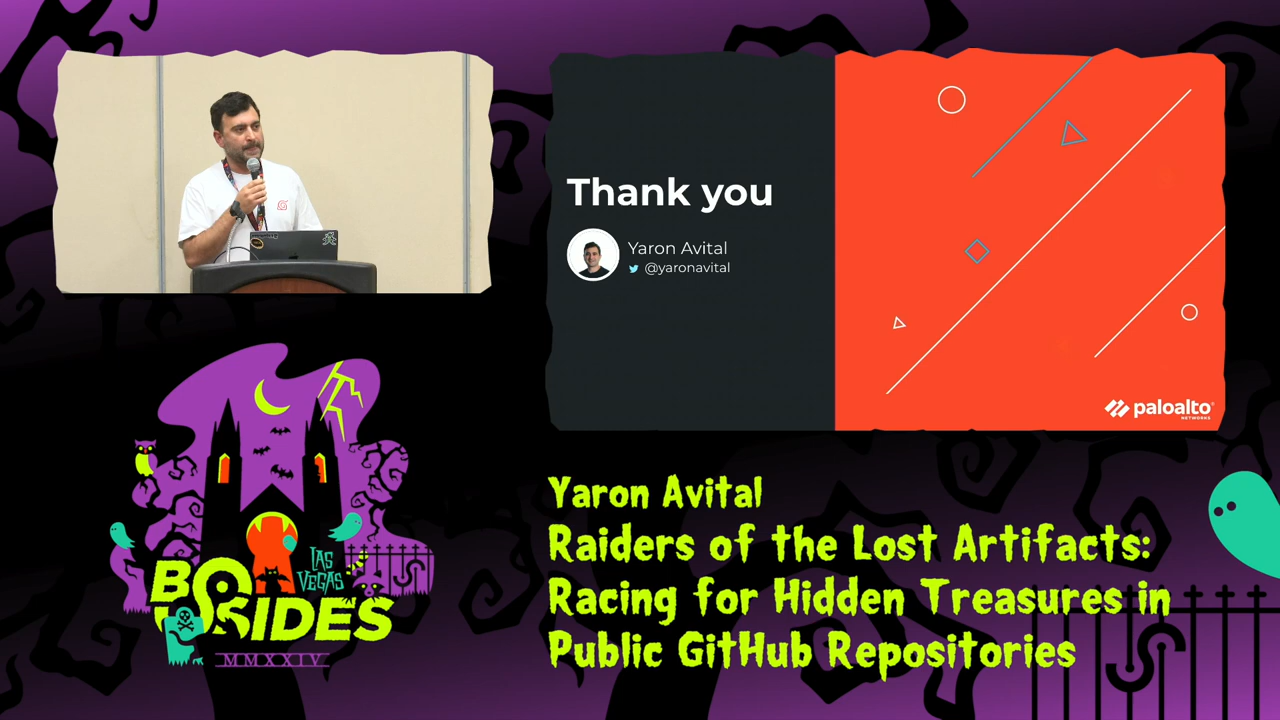 Thank you
Yaron Avital
@yaronavital
paloalto
NETWORKS
LAS
VEGAS
BSIDES
MMXXIV
Yaron Avital
Raiders of the Lost Artifacts:
Racing for Hidden Treasures in
Public GitHub Repositories